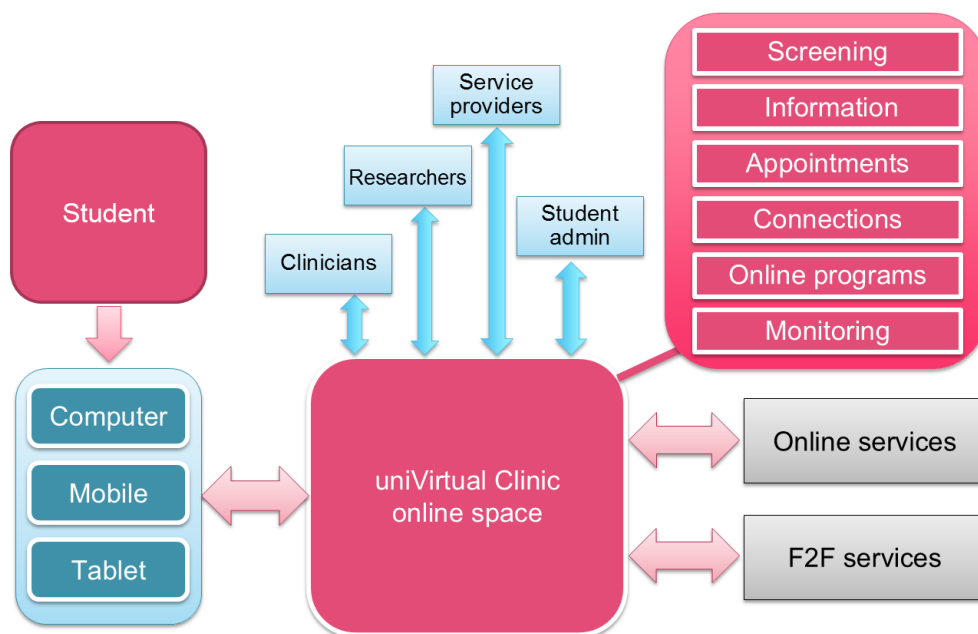 Student
Computer
Mobile
Tablet
Clinicians
Researchers
Service
providers
Student
admin
uniVirtual Clinic
online space
Screening
Information
Appointments
Connections
Online programs
Monitoring
Online services
F2F services